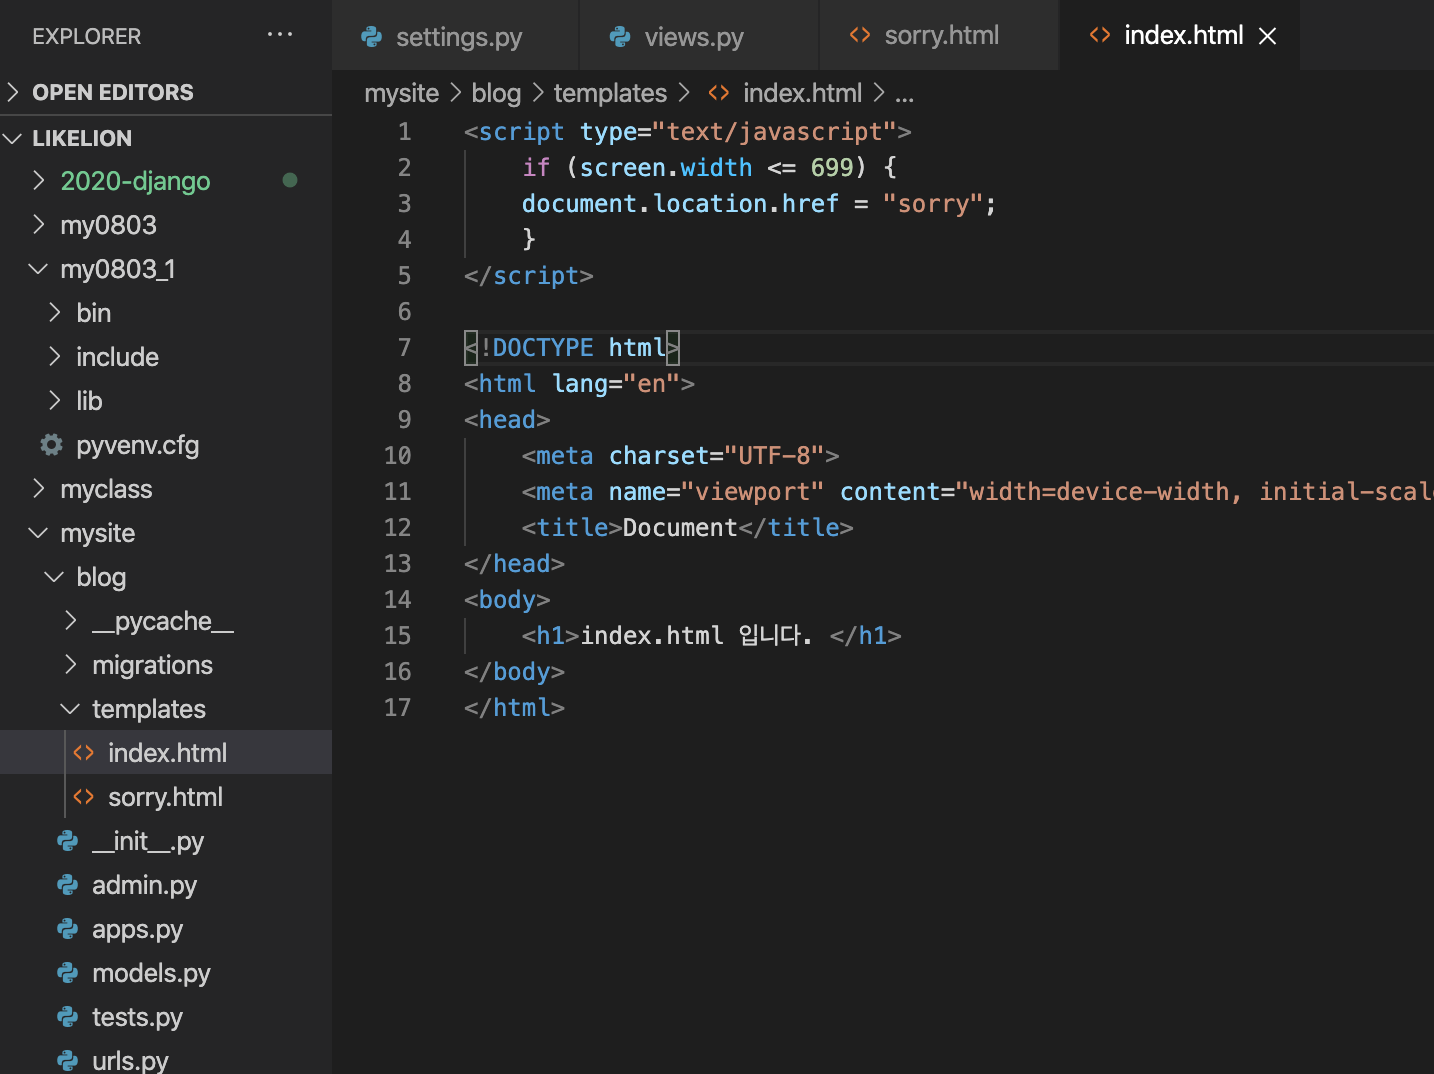 EXPLORER ···
OPEN EDITORS
LIKELION
2020-django
my0803
my0803_1
bin
include
lib
pyvenv.cfg
myclass
mysite
blog
__pycache__
migrations
templates
index.html
sorry.html
__init__.py
admin.py
apps.py
models.py
tests.py
urls.py
settings.py views.py sorry.html index.html
mysite > blog > templates > index.html > ...
1 <script type="text/javascript">
2 if (screen.width <= 699) {
3 document.location.href = "sorry";
4 }
5 </script>
6
7 <!DOCTYPE html>
8 <html lang="en">
9 <head>
10 <meta charset="UTF-8">
11 <meta name="viewport" content="width=device-width, initial-scal
12 <title>Document</title>
13 </head>
14 <body>
15 <h1>index.html 입니다. </h1>
16 </body>
17 </html>